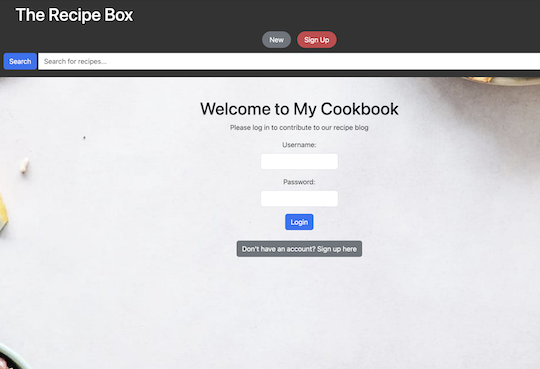 The Recipe Box
New Sign Up
Search Search for recipes...
Welcome to My Cookbook
Please log in to contribute to our recipe blog
Username:
Password:
Login
Don't have an account? Sign up here